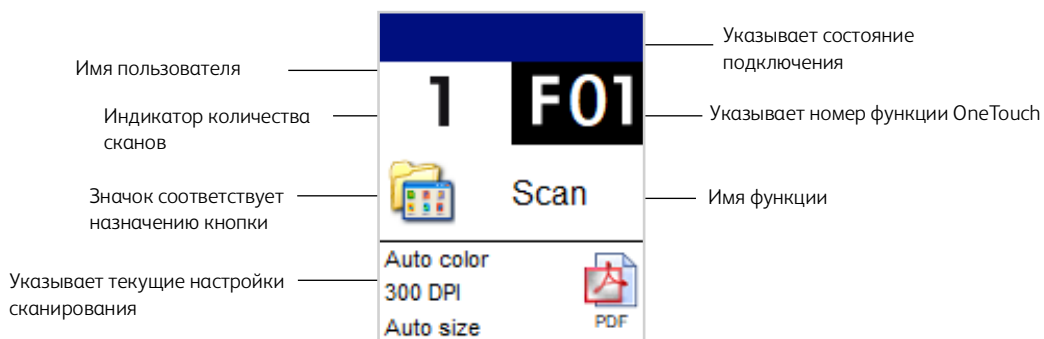 Указывает состояние
подключения
Имя пользователя
1
F01
Индикатор количества
сканов
Указывает номер функции OneTouch
Значок соответствует
назначению кнопки
Scan
Имя функции
Указывает текущие настройки
сканирования
Auto color
300 DPI
Auto size
PDF